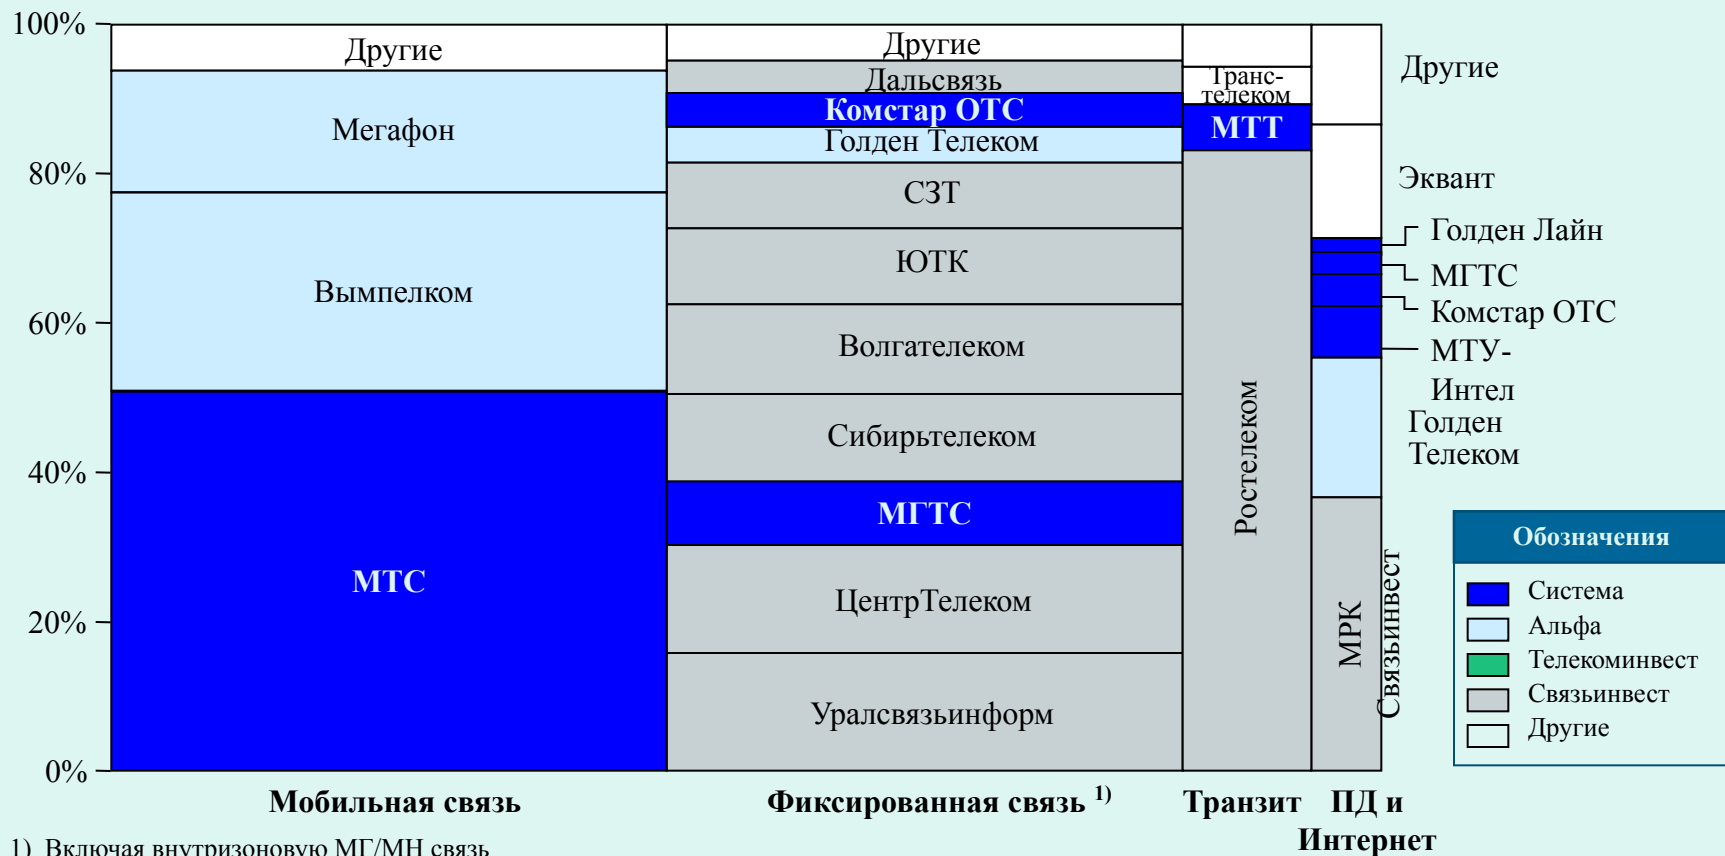 100%
80%
60%
40%
20%
0%
Другие
Мегафон
Вымпелком
МТС
Другие
Дальсвязь
Комстар ОТС
Голден Телеком
СЗТ
ЮТК
Волгателеком
Сибирьтелеком
МГТС
ЦентрТелеком
Уралсвязьинформ
Транс-
телеком
МТТ
Ростелеком
Другие
Эквант
Голден Лайн
МГТС
Комстар ОТС
МТУ-
Интел
Голден
Телеком
МРК
Связьинвест
Обозначения
Система
Альфа
Телекоминвест
Связьинвест
Другие
Мобильная связь
Фиксированная связь 1)
Транзит
ПД и
Интернет
1) Включая внутризоновую МГ/МН связь